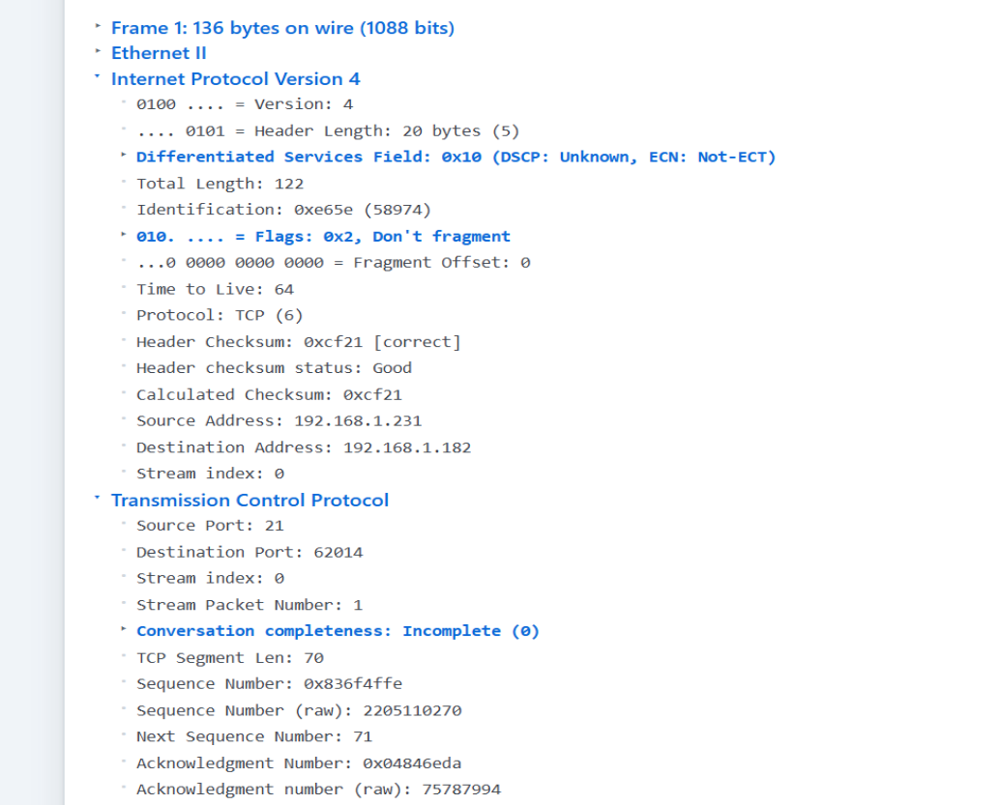 Frame 1: 136 bytes on wire (1088 bits)
Ethernet II
Internet Protocol Version 4
0100 .... = Version: 4
.... 0101 = Header Length: 20 bytes (5)
Differentiated Services Field: 0x10 (DSCP: Unknown, ECN: Not-ECT)
Total Length: 122
Identification: 0xe65e (58974)
010. .... = Flags: 0x2, Don't fragment
...0 0000 0000 0000 = Fragment Offset: 0
Time to Live: 64
Protocol: TCP (6)
Header Checksum: 0xcf21 [correct]
Header checksum status: Good
Calculated Checksum: 0xcf21
Source Address: 192.168.1.231
Destination Address: 192.168.1.182
Stream index: 0
Transmission Control Protocol
Source Port: 21
Destination Port: 62014
Stream index: 0
Stream Packet Number: 1
Conversation completeness: Incomplete (0)
TCP Segment Len: 70
Sequence Number: 0x836f4ffe
Sequence Number (raw): 2205110270
Next Sequence Number: 71
Acknowledgment Number: 0x04846eda
Acknowledgment number (raw): 75787994